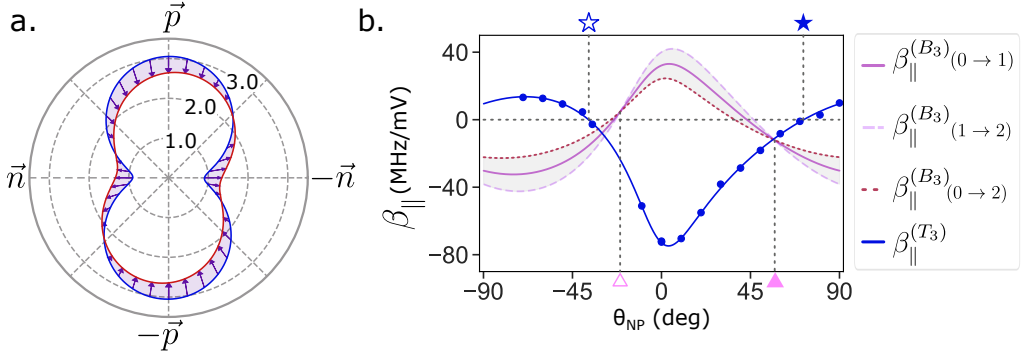 a.
p⃗
3.0
2.0
1.0
n⃗
−n⃗
−p⃗
b.
β∥(MHz/mV)
40
0
−40
−80
−90
−45
0
45
90
θNP (deg)
β∥(B3)(0→1)
β∥(B3)(1→2)
β∥(B3)(0→2)
β∥(T3)